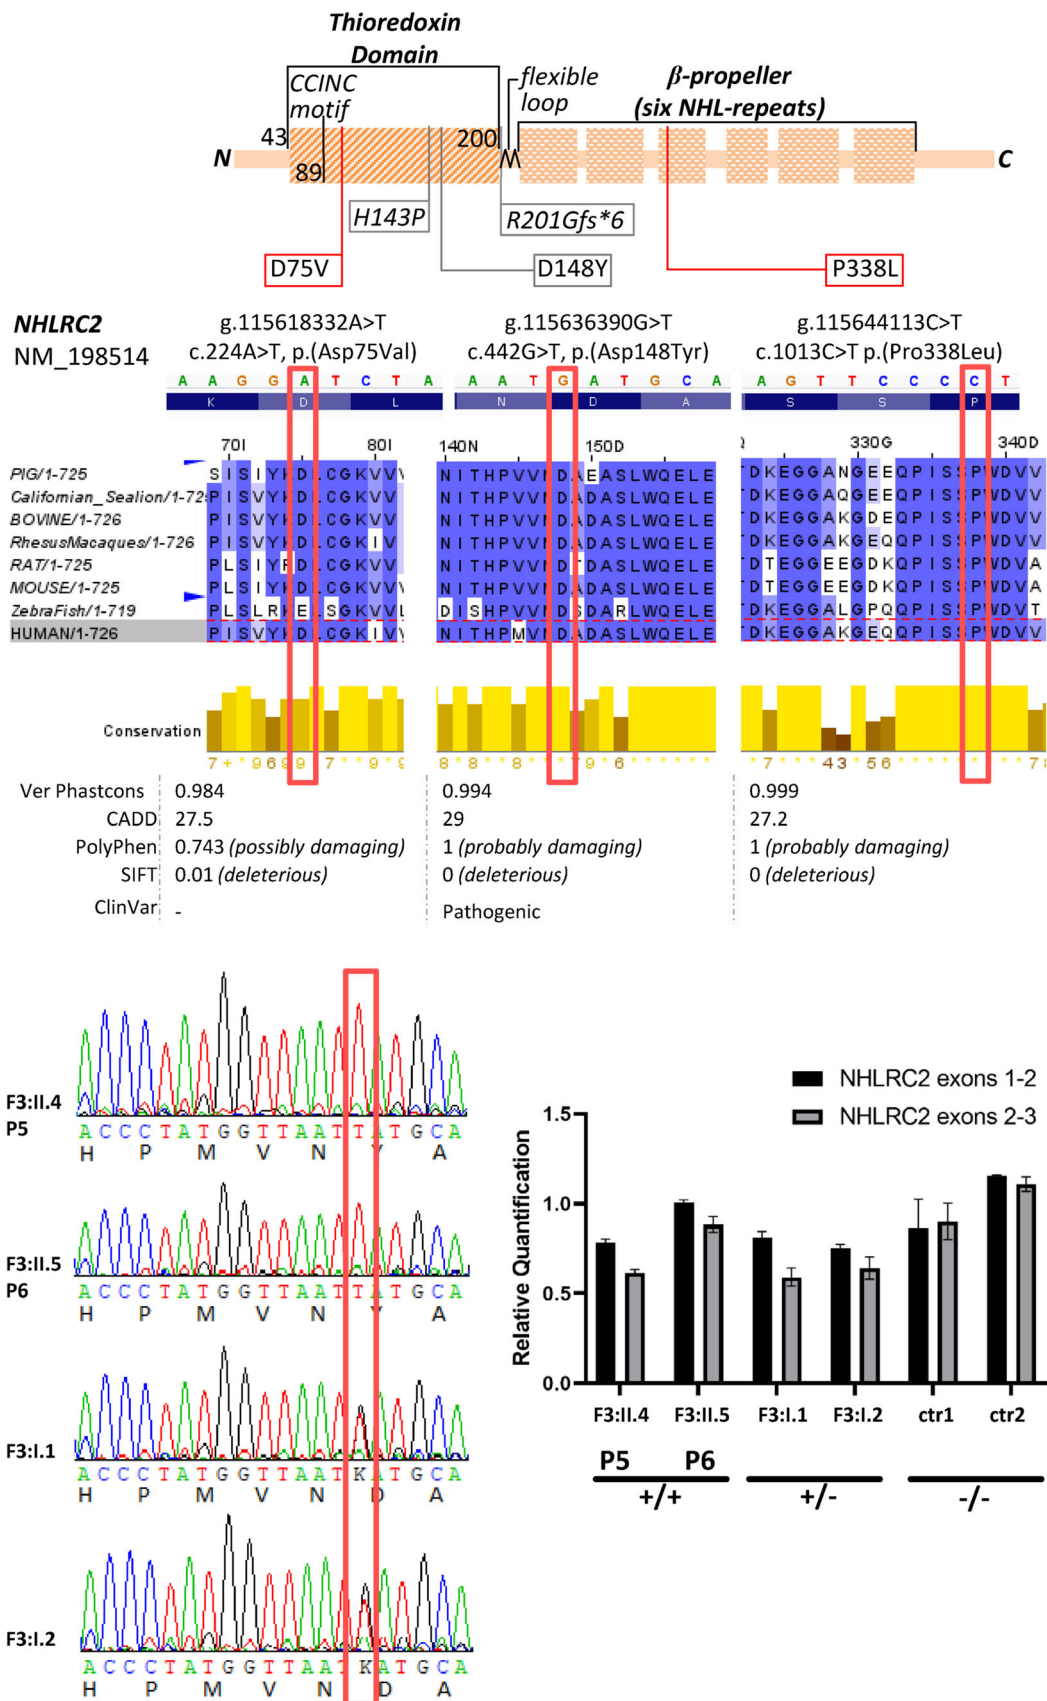 Thioredoxin
Domain
CCINC
motif
flexible
loop
β-propeller
(six NHL-repeats)
43
200
N
C
89
H143P
R201Gfs*6
D75V
D148Y
P338L
NHLRC2
NM_198514
g.115618332A>T
c.224A>T, p.(Asp75Val)
g.115636390G>T
c.442G>T, p.(Asp148Tyr)
g.115644113C>T
c.1013C>T p.(Pro338Leu)
A A G G A T C T A
A A T G A T G C A
A G T T C C C C T
K D L
N D A
S S P
70I 80I
140N 150D
330G 340D
PIG/1-725
Californian_Sealion/1-725
BOVINE/1-726
RhesusMacaques/1-726
RAT/1-725
MOUSE/1-725
ZebraFish/1-719
HUMAN/1-726
Conservation
Ver Phastcons 0.984 0.994 0.999
CADD 27.5 29 27.2
PolyPhen 0.743 (possibly damaging) 1 (probably damaging) 1 (probably damaging)
SIFT 0.01 (deleterious) 0 (deleterious) 0 (deleterious)
ClinVar - Pathogenic
F3:II.4
P5
A C C C T A T G G T T A A T T A T G C A
H P M V N Y A
F3:II.5
P6
A C C C T A T G G T T A A T T A T G C A
H P M V N Y A
F3:I.1
A C C C T A T G G T T A A T K A T G C A
H P M V N D A
F3:I.2
A C C C T A T G G T T A A T K A T G C A
H P M V N D A
NHLRC2 exons 1-2
NHLRC2 exons 2-3
Relative Quantification
1.5
1.0
0.5
0.0
F3:II.4 F3:II.5 F3:I.1 F3:I.2 ctr1 ctr2
P5 P6
+/+ +/- -/-